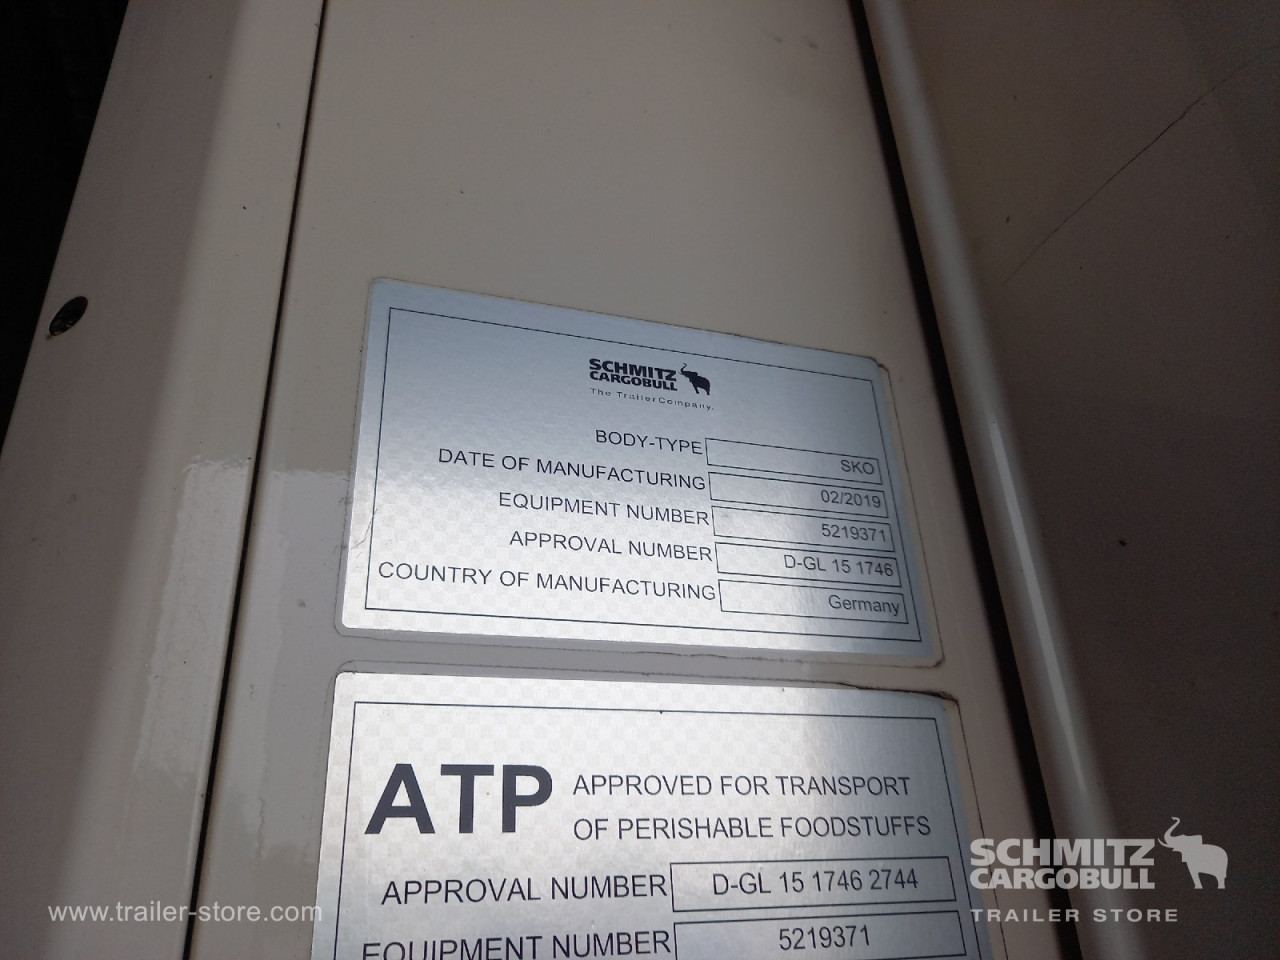 SCHMITZ
CARGOBULL
The Trailer Company.
BODY-TYPE SKO
DATE OF MANUFACTURING 02/2019
EQUIPMENT NUMBER 5219371
APPROVAL NUMBER D-GL 15 1746
COUNTRY OF MANUFACTURING Germany
ATP APPROVED FOR TRANSPORT
OF PERISHABLE FOODSTUFFS
APPROVAL NUMBER D-GL 15 1746 2744
EQUIPMENT NUMBER 5219371
www.trailer-store.com
SCHMITZ
CARGOBULL
TRAILER STORE